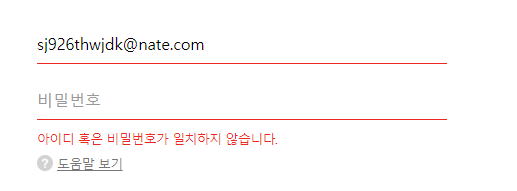 sj926thwjdk@nate.com
비밀번호
아이디 혹은 비밀번호가 일치하지 않습니다.
? 도움말 보기